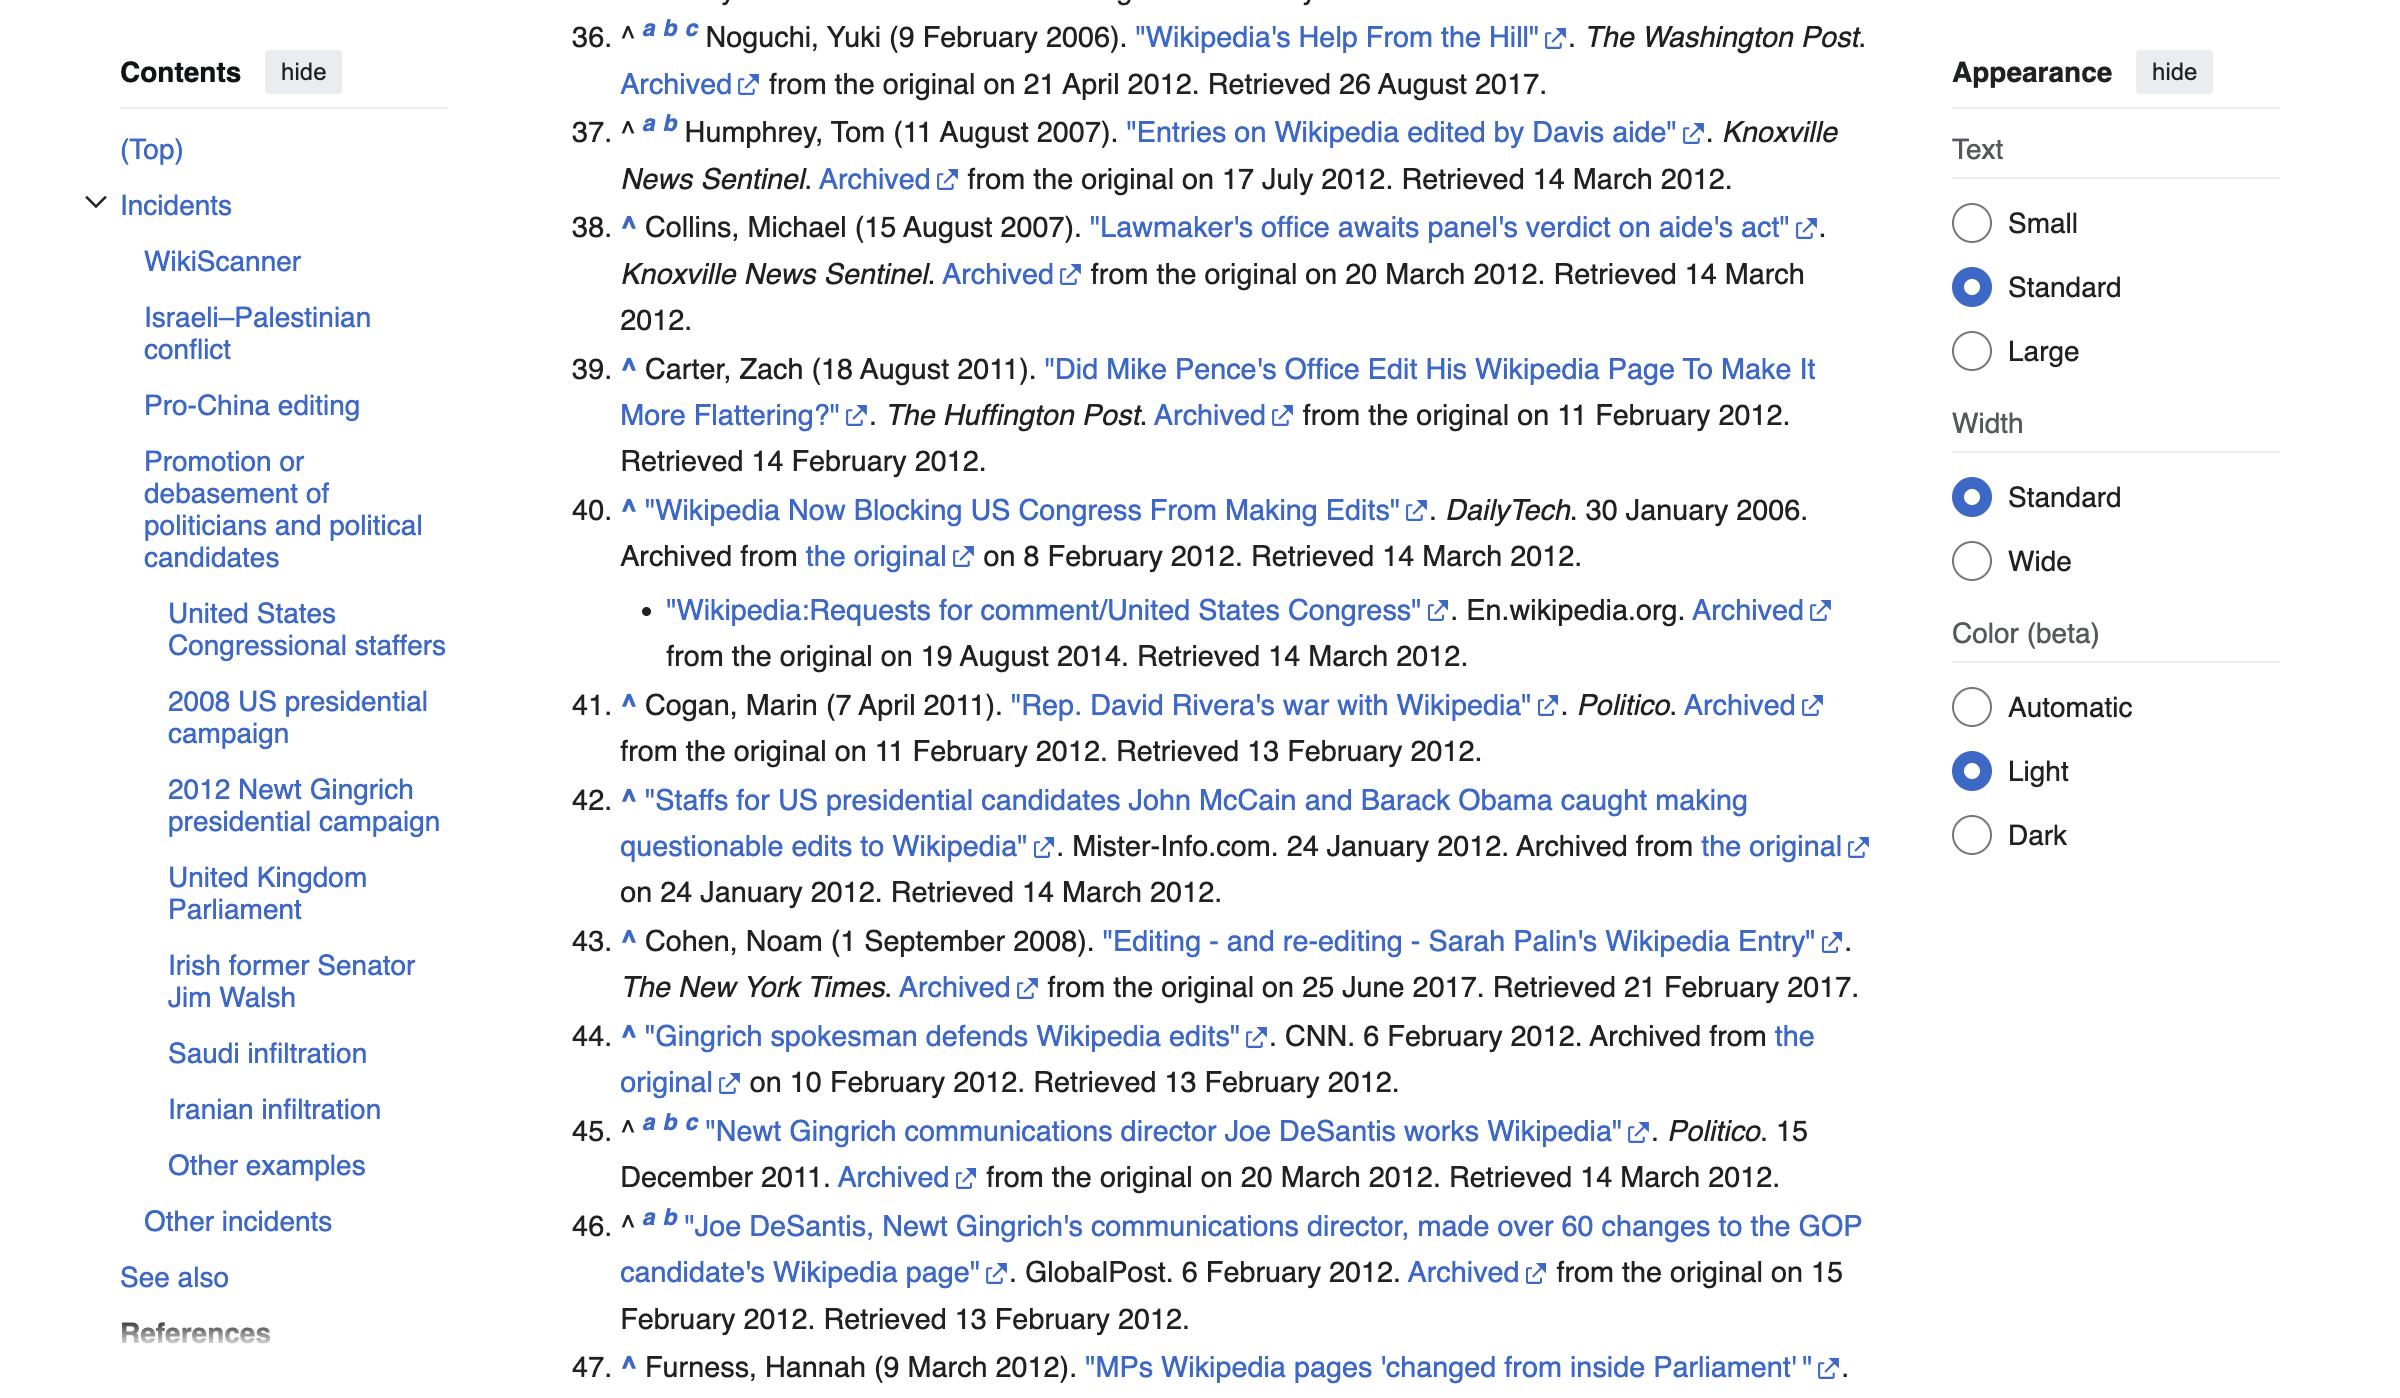 Contents hide
(Top)
Incidents
WikiScanner
Israeli–Palestinian
conflict
Pro-China editing
Promotion or
debasement of
politicians and political
candidates
United States
Congressional staffers
2008 US presidential
campaign
2012 Newt Gingrich
presidential campaign
United Kingdom
Parliament
Irish former Senator
Jim Walsh
Saudi infiltration
Iranian infiltration
Other examples
Other incidents
See also
References
36. ^ a b c Noguchi, Yuki (9 February 2006). "Wikipedia's Help From the Hill". The Washington Post.
Archived from the original on 21 April 2012. Retrieved 26 August 2017.
37. ^ a b Humphrey, Tom (11 August 2007). "Entries on Wikipedia edited by Davis aide". Knoxville
News Sentinel. Archived from the original on 17 July 2012. Retrieved 14 March 2012.
38. ^ Collins, Michael (15 August 2007). "Lawmaker's office awaits panel's verdict on aide's act".
Knoxville News Sentinel. Archived from the original on 20 March 2012. Retrieved 14 March
2012.
39. ^ Carter, Zach (18 August 2011). "Did Mike Pence's Office Edit His Wikipedia Page To Make It
More Flattering?". The Huffington Post. Archived from the original on 11 February 2012.
Retrieved 14 February 2012.
40. ^ "Wikipedia Now Blocking US Congress From Making Edits". DailyTech. 30 January 2006.
Archived from the original on 8 February 2012. Retrieved 14 March 2012.
• "Wikipedia:Requests for comment/United States Congress". En.wikipedia.org. Archived
from the original on 19 August 2014. Retrieved 14 March 2012.
41. ^ Cogan, Marin (7 April 2011). "Rep. David Rivera's war with Wikipedia". Politico. Archived
from the original on 11 February 2012. Retrieved 13 February 2012.
42. ^ "Staffs for US presidential candidates John McCain and Barack Obama caught making
questionable edits to Wikipedia". Mister-Info.com. 24 January 2012. Archived from the original
on 24 January 2012. Retrieved 14 March 2012.
43. ^ Cohen, Noam (1 September 2008). "Editing - and re-editing - Sarah Palin's Wikipedia Entry".
The New York Times. Archived from the original on 25 June 2017. Retrieved 21 February 2017.
44. ^ "Gingrich spokesman defends Wikipedia edits". CNN. 6 February 2012. Archived from the
original on 10 February 2012. Retrieved 13 February 2012.
45. ^ a b c "Newt Gingrich communications director Joe DeSantis works Wikipedia". Politico. 15
December 2011. Archived from the original on 20 March 2012. Retrieved 14 March 2012.
46. ^ a b "Joe DeSantis, Newt Gingrich's communications director, made over 60 changes to the GOP
candidate's Wikipedia page". GlobalPost. 6 February 2012. Archived from the original on 15
February 2012. Retrieved 13 February 2012.
47. ^ Furness, Hannah (9 March 2012). "MPs Wikipedia pages 'changed from inside Parliament' ".
Appearance hide
Text
Small
Standard
Large
Width
Standard
Wide
Color (beta)
Automatic
Light
Dark